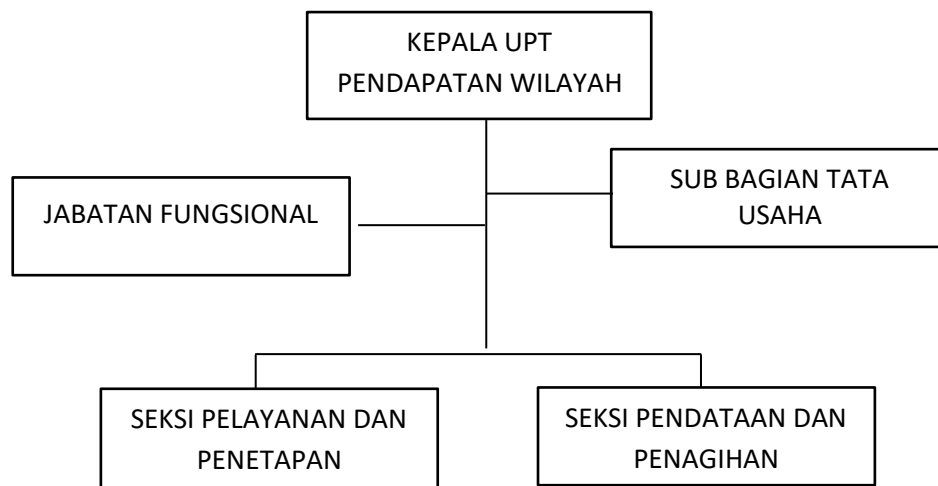 KEPALA UPT
PENDAPATAN WILAYAH
SUB BAGIAN TATA
USAHA
JABATAN FUNGSIONAL
SEKSI PELAYANAN DAN
PENETAPAN
SEKSI PENDATAAN DAN
PENAGIHAN